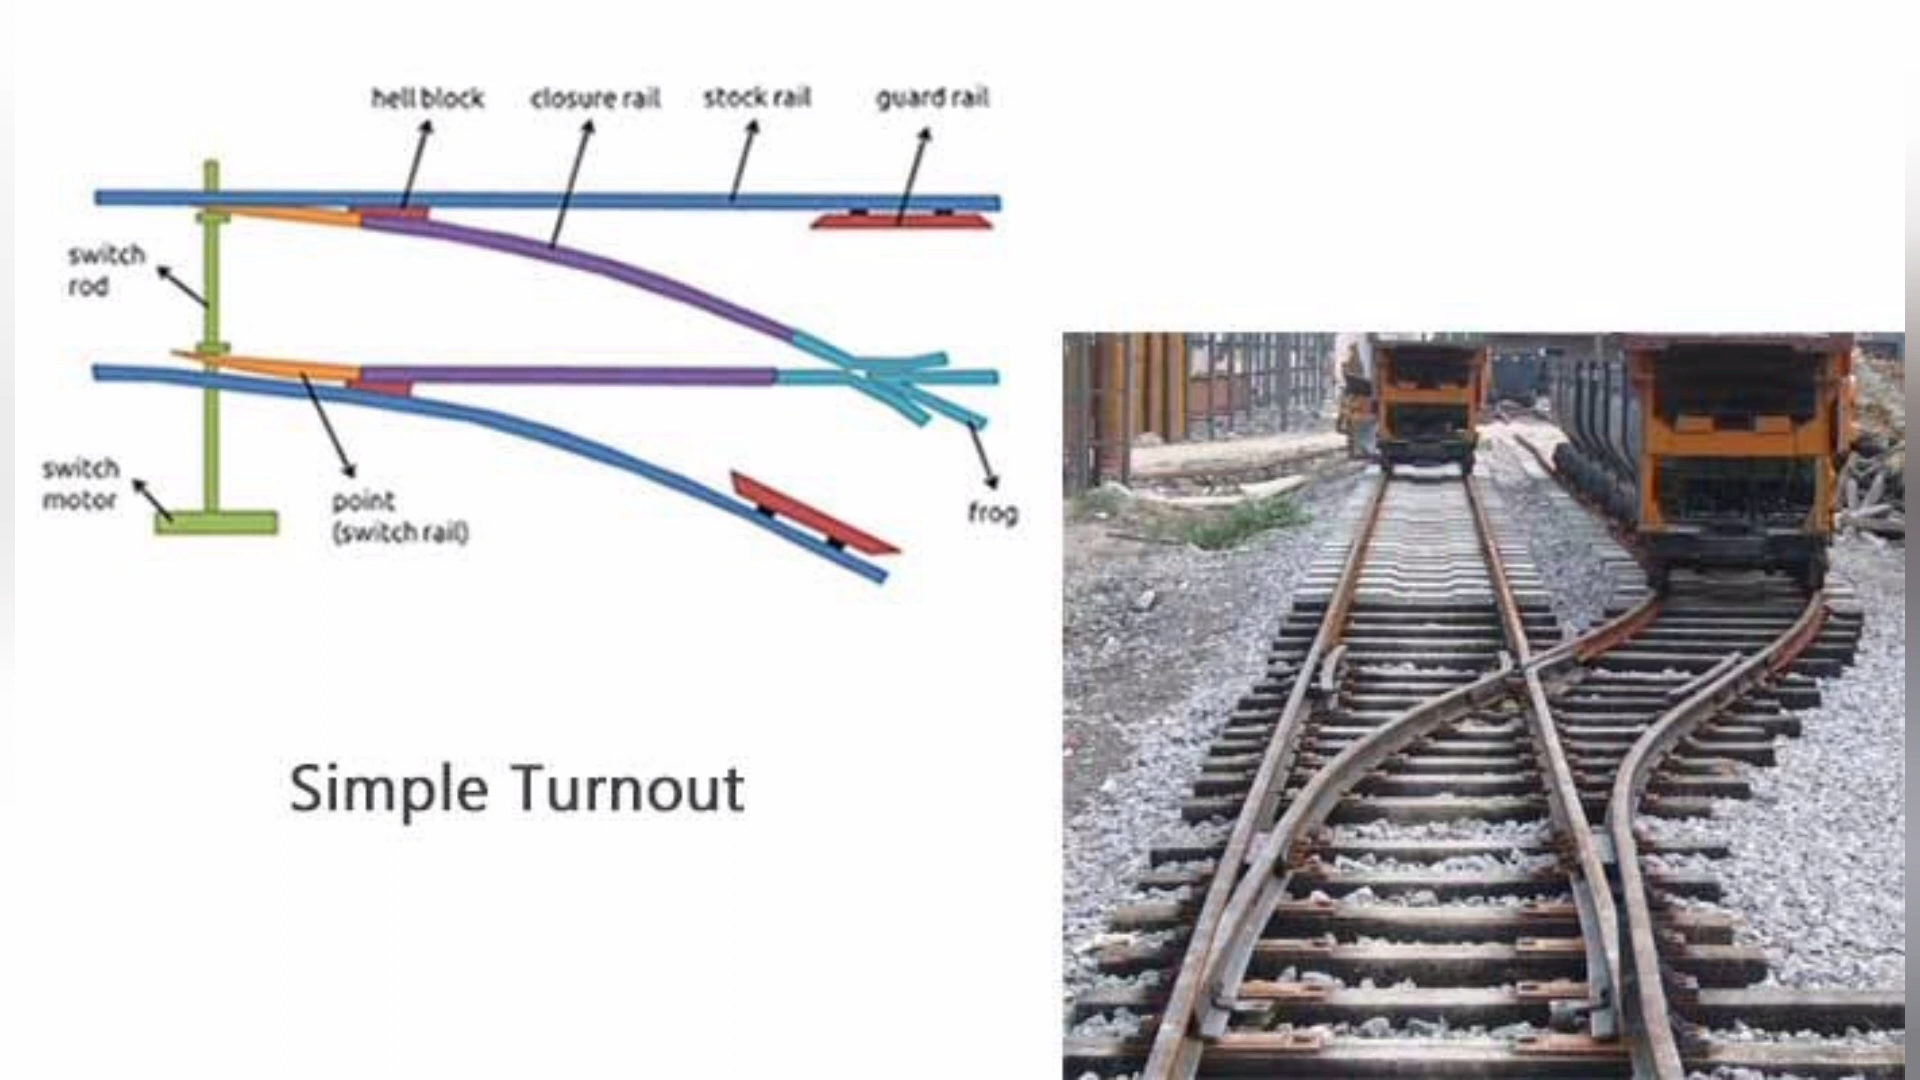 hell block
closure rail
stock rail
guard rail
switch
rod
switch
motor
point
(switch rail)
frog
Simple Turnout